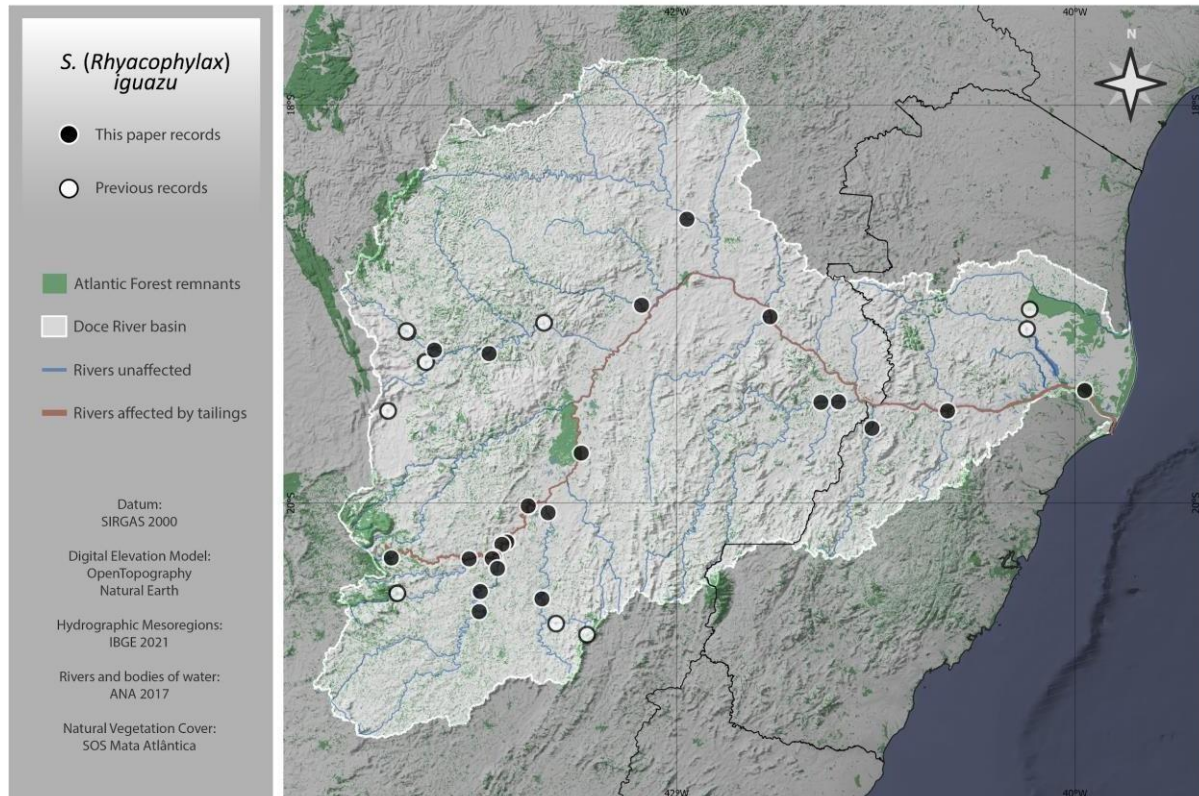 S. (Rhyacophylax)
iguazu
This paper records
Previous records
Atlantic Forest remnants
Doce River basin
Rivers unaffected
Rivers affected by tailings
Datum:
SIRGAS 2000
Digital Elevation Model:
OpenTopography
Natural Earth
Hydrographic Mesoregions:
IBGE 2021
Rivers and bodies of water:
ANA 2017
Natural Vegetation Cover:
SOS Mata Atlântica
42°W
40°W
N
18°S
20°S
20°S
42°W
40°W